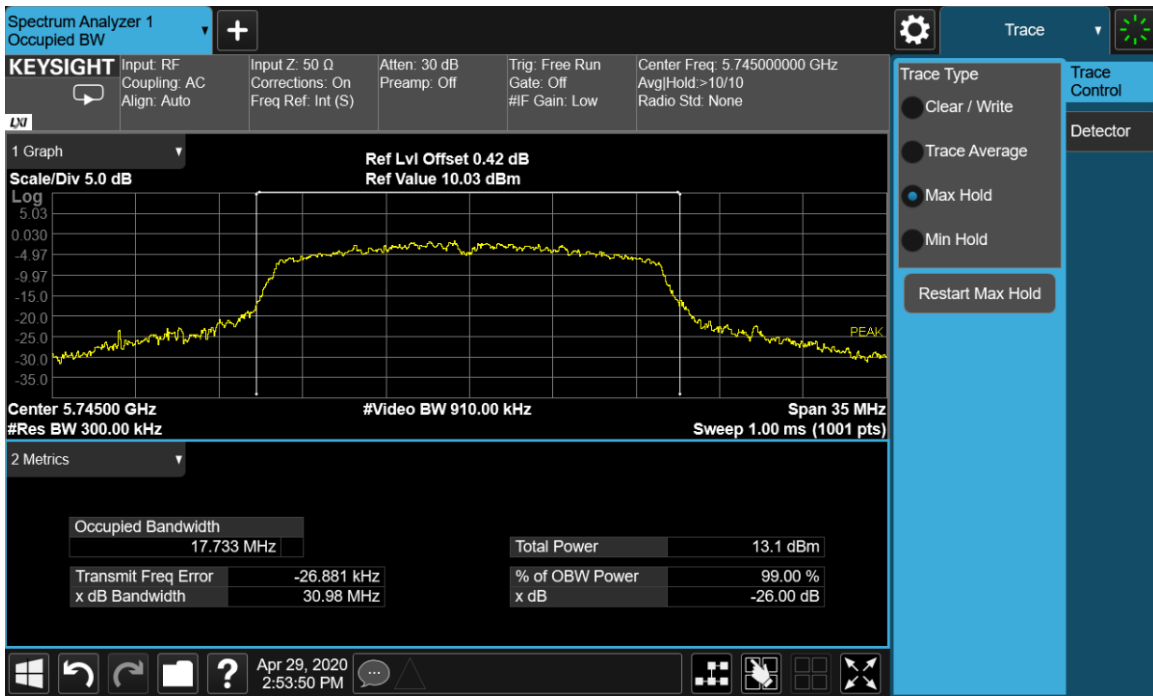 Spectrum Analyzer 1
Occupied BW
+
Trace
KEYSIGHT
LXI
Input: RF
Coupling: AC
Align: Auto
Input Z: 50 Ω
Corrections: On
Freq Ref: Int (S)
Atten: 30 dB
Preamp: Off
Trig: Free Run
Gate: Off
#IF Gain: Low
Center Freq: 5.745000000 GHz
Avg|Hold:>10/10
Radio Std: None
Trace Type
Clear / Write
Trace Average
Max Hold
Min Hold
Restart Max Hold
Trace
Control
Detector
1 Graph
Scale/Div 5.0 dB
Ref Lvl Offset 0.42 dB
Ref Value 10.03 dBm
Log
5.03
0.030
-4.97
-9.97
-15.0
-20.0
-25.0
-30.0
-35.0
PEAK
Center 5.74500 GHz
#Video BW 910.00 kHz
Span 35 MHz
#Res BW 300.00 kHz
Sweep 1.00 ms (1001 pts)
2 Metrics
Occupied Bandwidth
17.733 MHz
Total Power 13.1 dBm
Transmit Freq Error -26.881 kHz
% of OBW Power 99.00 %
x dB Bandwidth 30.98 MHz
x dB -26.00 dB
?
Apr 29, 2020
2:53:50 PM